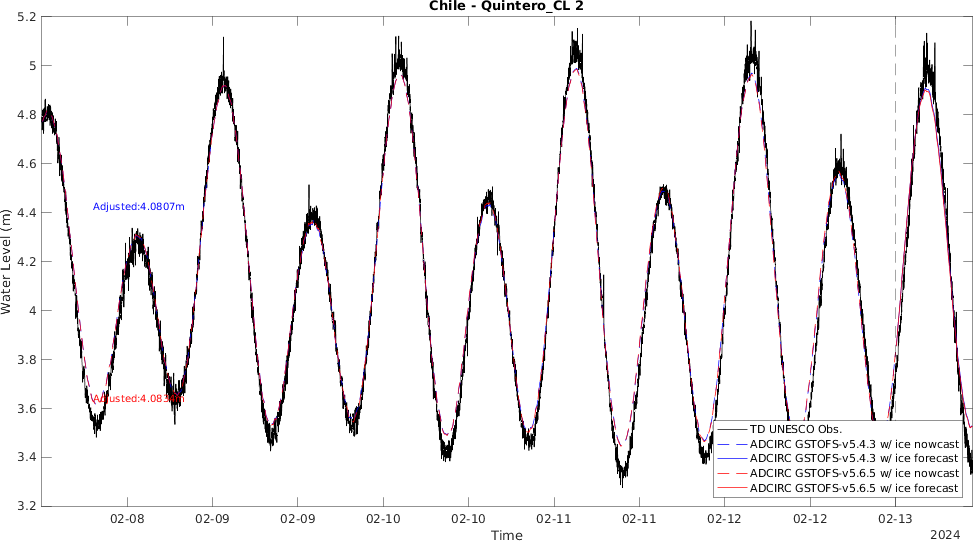 Chile - Quintero_CL 2
5.2
5
4.8
4.6
4.4
4.2
4
3.8
3.6
3.4
3.2
Water Level (m)
Adjusted:4.0807m
TD UNESCO Obs.
ADCIRC GSTOFS-v5.4.3 w/ ice nowcast
ADCIRC GSTOFS-v5.4.3 w/ ice forecast
ADCIRC GSTOFS-v5.6.5 w/ ice nowcast
ADCIRC GSTOFS-v5.6.5 w/ ice forecast
02-08 02-09 02-09 02-10 02-10 02-11 02-11 02-12 02-12 02-13
Time
2024